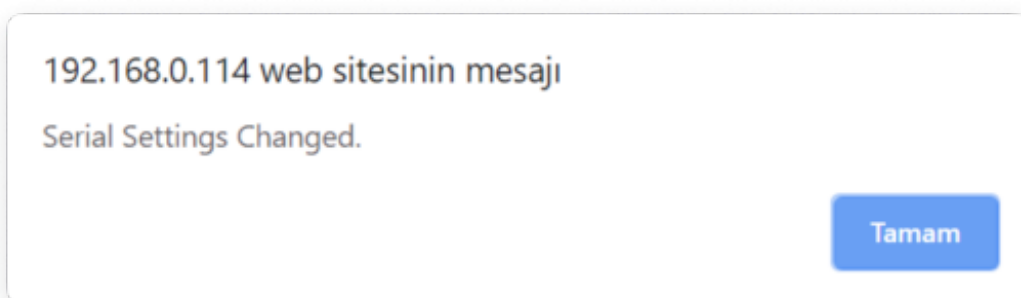 192.168.0.114 web sitesinin mesajı
Serial Settings Changed.
Tamam